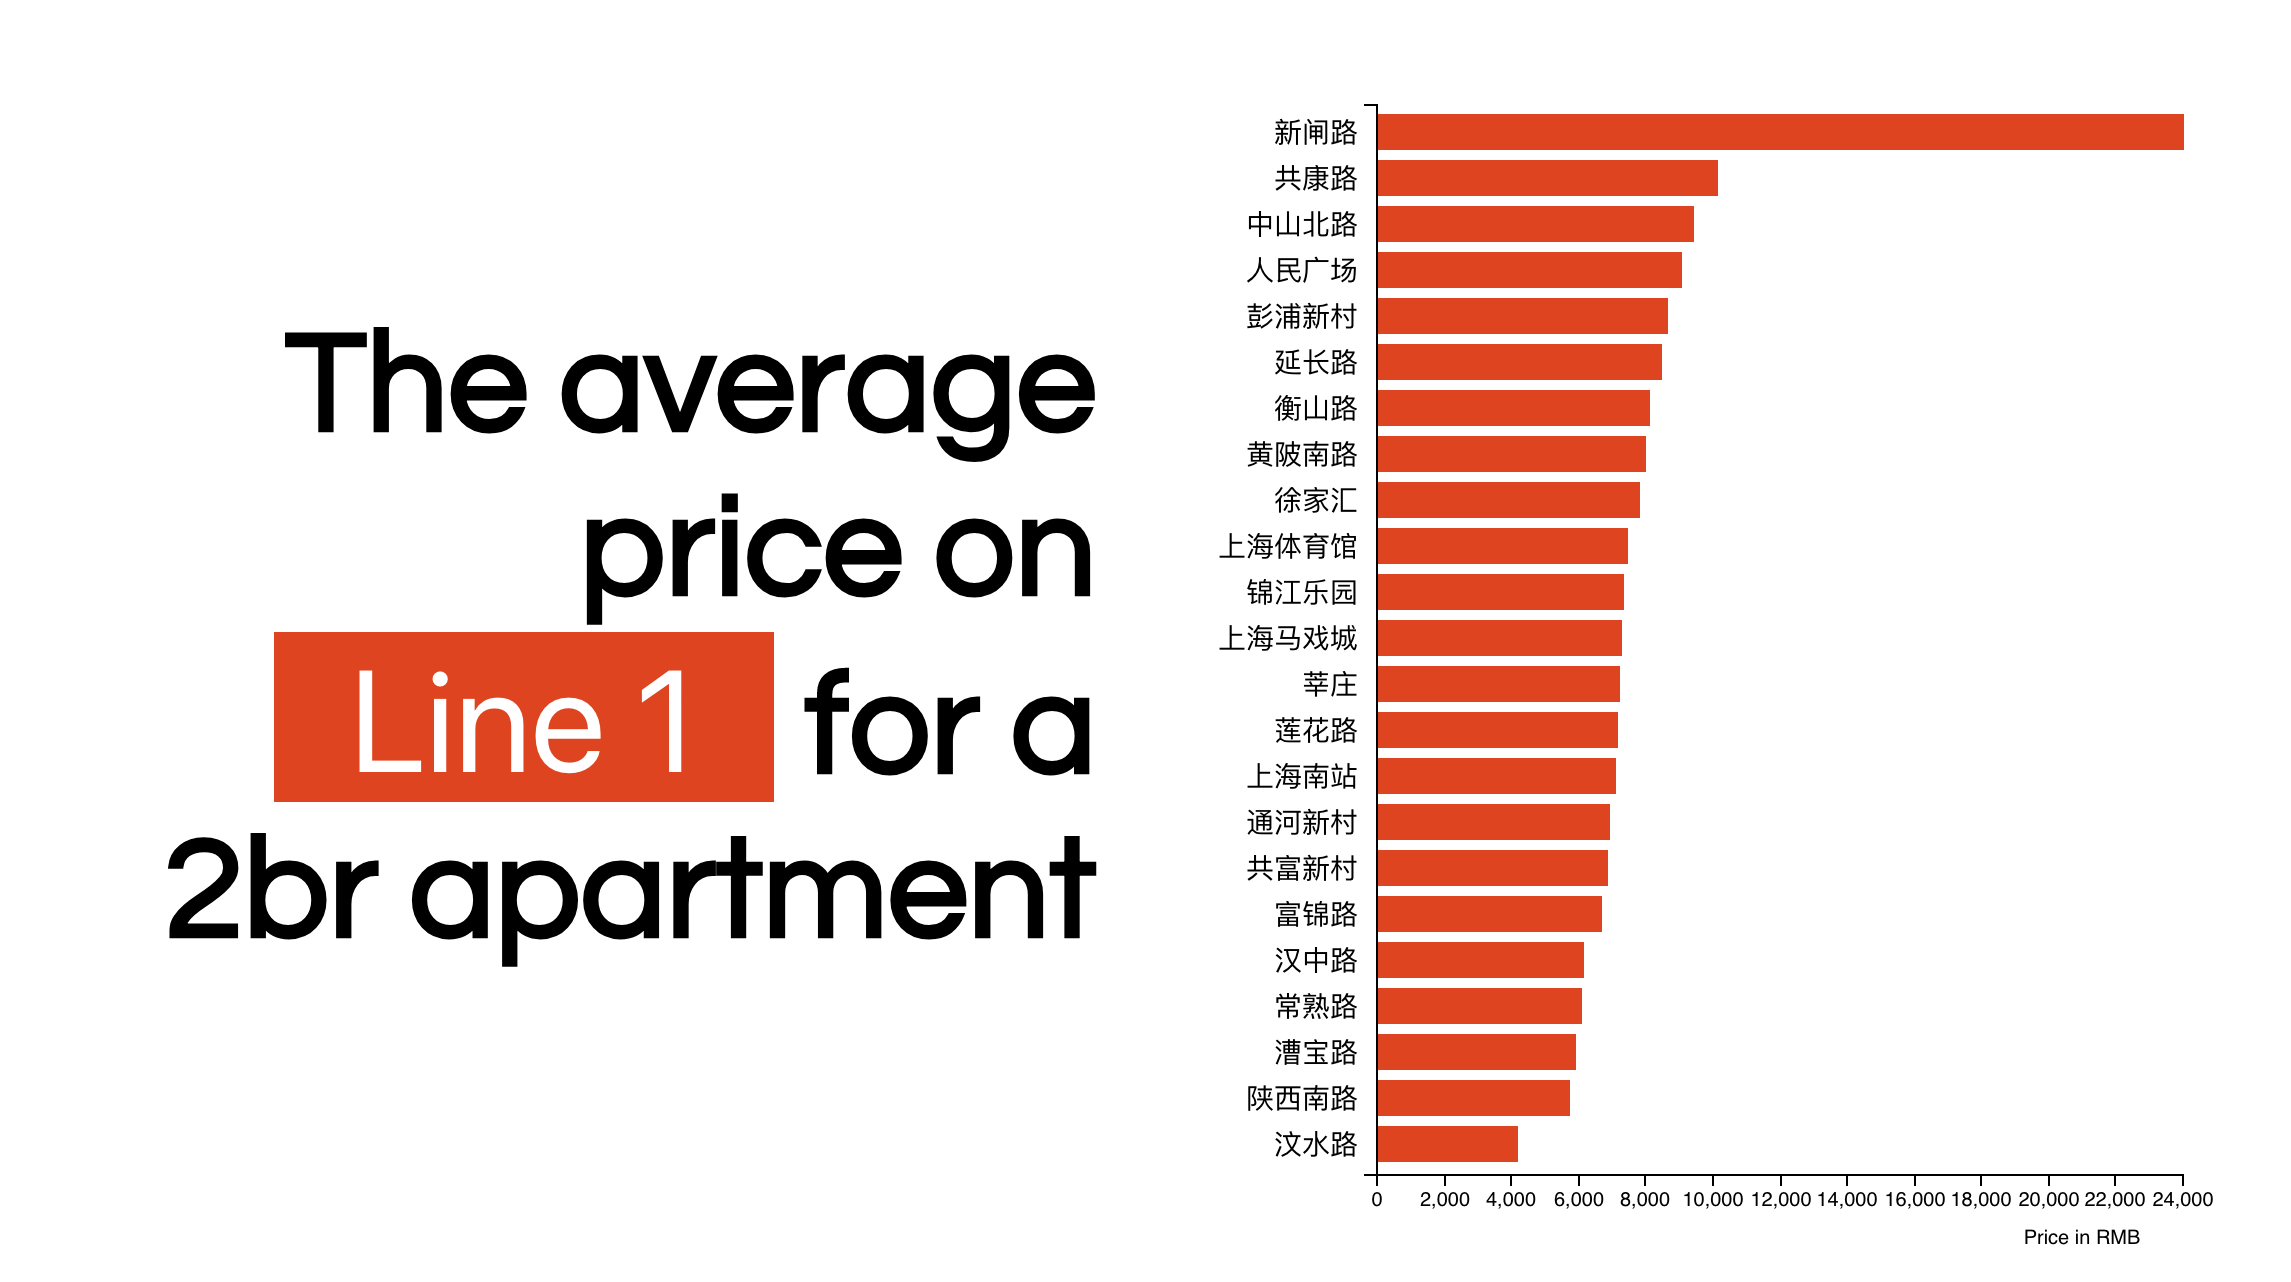 The average
price on
Line 1 for a
2br apartment
新闸路
共康路
中山北路
人民广场
彭浦新村
延长路
衡山路
黄陂南路
徐家汇
上海体育馆
锦江乐园
上海马戏城
莘庄
莲花路
上海南站
通河新村
共富新村
富锦路
汉中路
常熟路
漕宝路
陕西南路
汶水路
0 2,000 4,000 6,000 8,000 10,000 12,000 14,000 16,000 18,000 20,000 22,000 24,000
Price in RMB